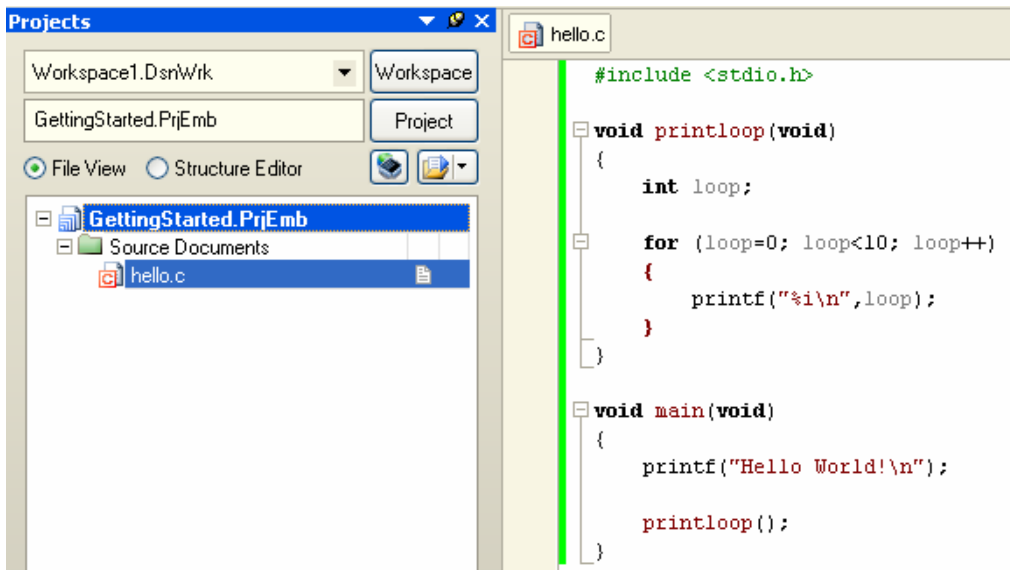 Projects
Workspace1.DsnWrk
Workspace
GettingStarted.PrjEmb
Project
File View
Structure Editor
GettingStarted.PrjEmb
Source Documents
hello.c
hello.c
#include <stdio.h>
void printloop(void)
{
int loop;
for (loop=0; loop<10; loop++)
{
printf("%i\n",loop);
}
}
void main(void)
{
printf("Hello World!\n");
printloop();
}